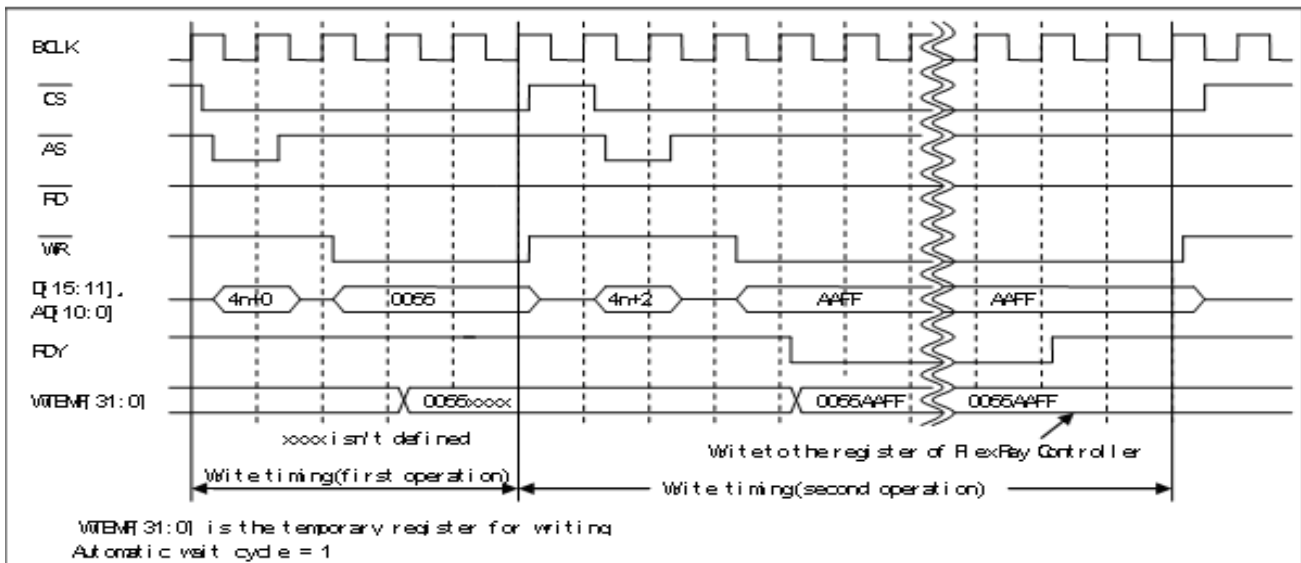 BCLK
CS
AS
RD
WR
D[15:11],
AD[10:0]
4n+0
0055
4n+2
AAFF
AAFF
RDY
WTEMP[31:0]
0055xxxx
0055AAFF
0055AAFF
xxxx isn't defined
Write to the register of FlexRay Controller
Write timing(first operation)
Write timing(second operation)
WTEMP[31:0] is the temporary register for writing
Automatic wait cycle = 1